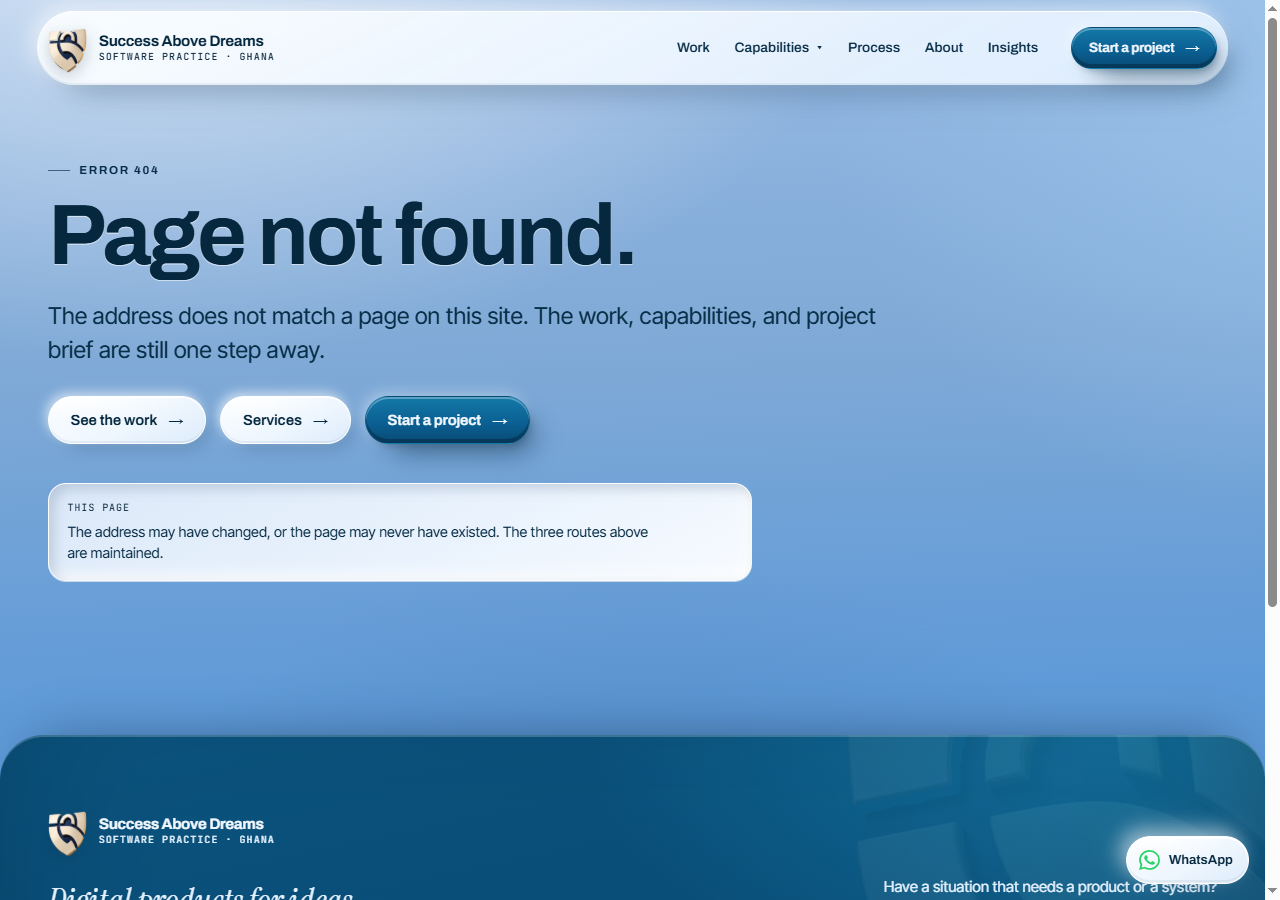 Success Above Dreams
SOFTWARE PRACTICE · GHANA
Work
Capabilities
Process
About
Insights
Start a project →
ERROR 404
Page not found.
The address does not match a page on this site. The work, capabilities, and project
brief are still one step away.
See the work →
Services →
Start a project →
THIS PAGE
The address may have changed, or the page may never have existed. The three routes above
are maintained.
Success Above Dreams
SOFTWARE PRACTICE · GHANA
Digital products for ideas
Have a situation that needs a product or a system?
WhatsApp